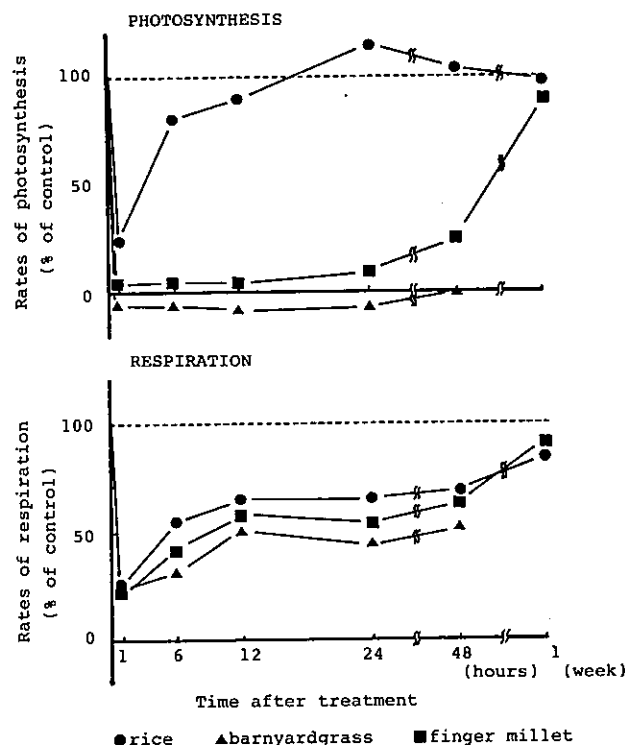 PHOTOSYNTHESIS
Rates of photosynthesis
(% of control)
100
50
0
RESPIRATION
Rates of respiration
(% of control)
100
50
0
1 6 12 24 48 1
(hours) (week)
Time after treatment
●rice ▲barnyardgrass ■finger millet